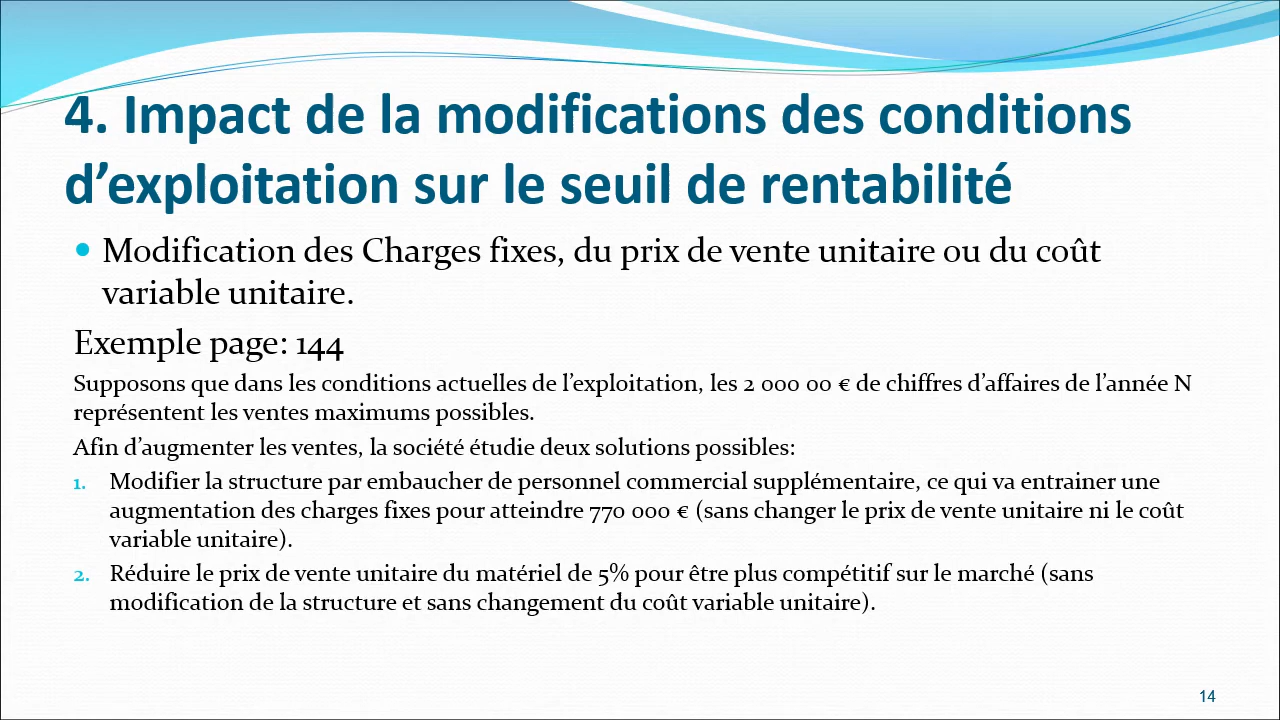 4. Impact de la modifications des conditions
d’exploitation sur le seuil de rentabilité
• Modification des Charges fixes, du prix de vente unitaire ou du coût
variable unitaire.
Exemple page: 144
Supposons que dans les conditions actuelles de l’exploitation, les 2 000 00 € de chiffres d’affaires de l’année N
représentent les ventes maximums possibles.
Afin d’augmenter les ventes, la société étudie deux solutions possibles:
1. Modifier la structure par embaucher de personnel commercial supplémentaire, ce qui va entrainer une
augmentation des charges fixes pour atteindre 770 000 € (sans changer le prix de vente unitaire ni le coût
variable unitaire).
2. Réduire le prix de vente unitaire du matériel de 5% pour être plus compétitif sur le marché (sans
modification de la structure et sans changement du coût variable unitaire).
14